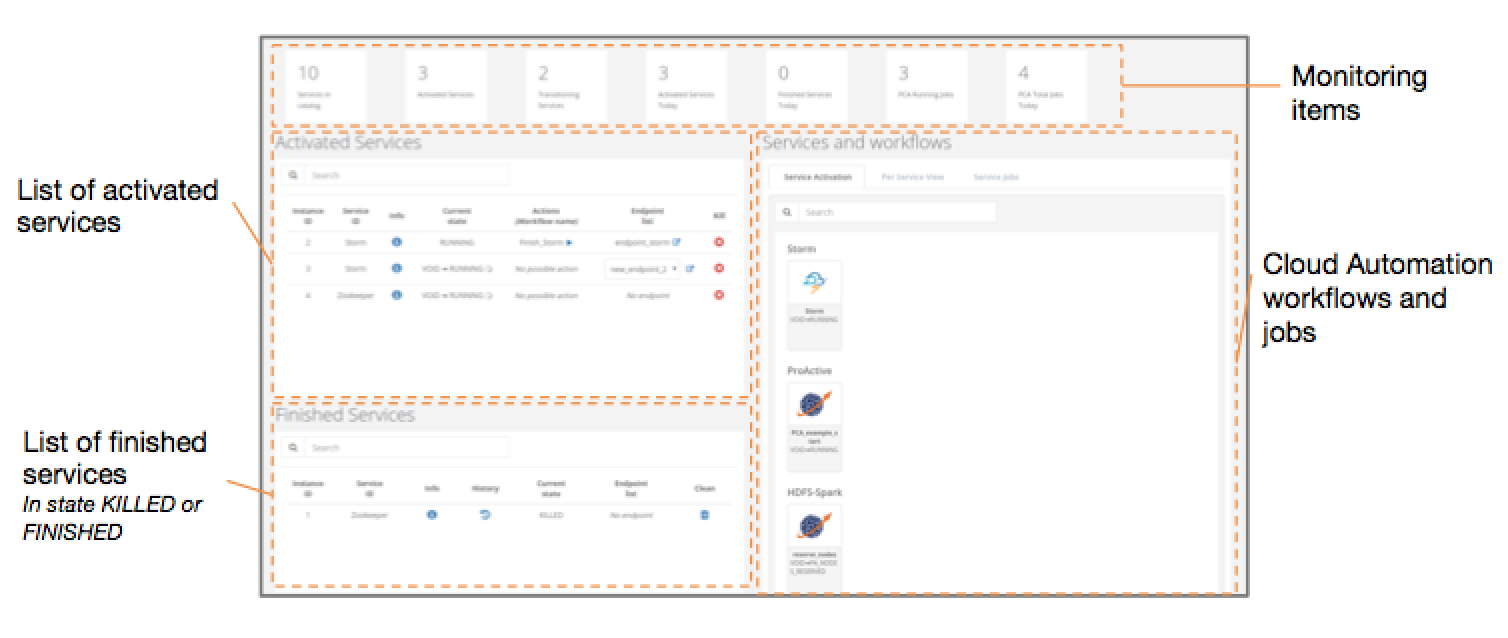 10
Services in
catalog
3
Activated Services
2
Transitioning
Services
3
Activated Services
Today
0
Finished Services
Today
3
PCA Running Jobs
4
PCA Total Jobs
Today
Monitoring
items
List of activated
services
Activated Services
Search
Instance
ID
Service
ID
Info
Current
state
Actions
(Workflow name)
Endpoint
list
Kill
2
Storm
RUNNING
Finish_Storm
endpoint_storm
3
Storm
VOID ➡ RUNNING
No possible action
new_endpoint_2
4
Zookeeper
VOID ➡ RUNNING
No possible action
No endpoint
List of finished
services
In state KILLED or
FINISHED
Finished Services
Search
Instance
ID
Service
ID
Info
History
Current
state
Endpoint
list
Clean
1
Zookeeper
KILLED
No endpoint
Services and workflows
Service Activation
Per Service View
Service Jobs
Search
Storm
Storm
VOID➡RUNNING
ProActive
PCA_example_s
tart
VOID➡RUNNING
HDFS-Spark
reserve_nodes
VOID➡PA_NODE
S_RESERVED
Cloud Automation
workflows and
jobs